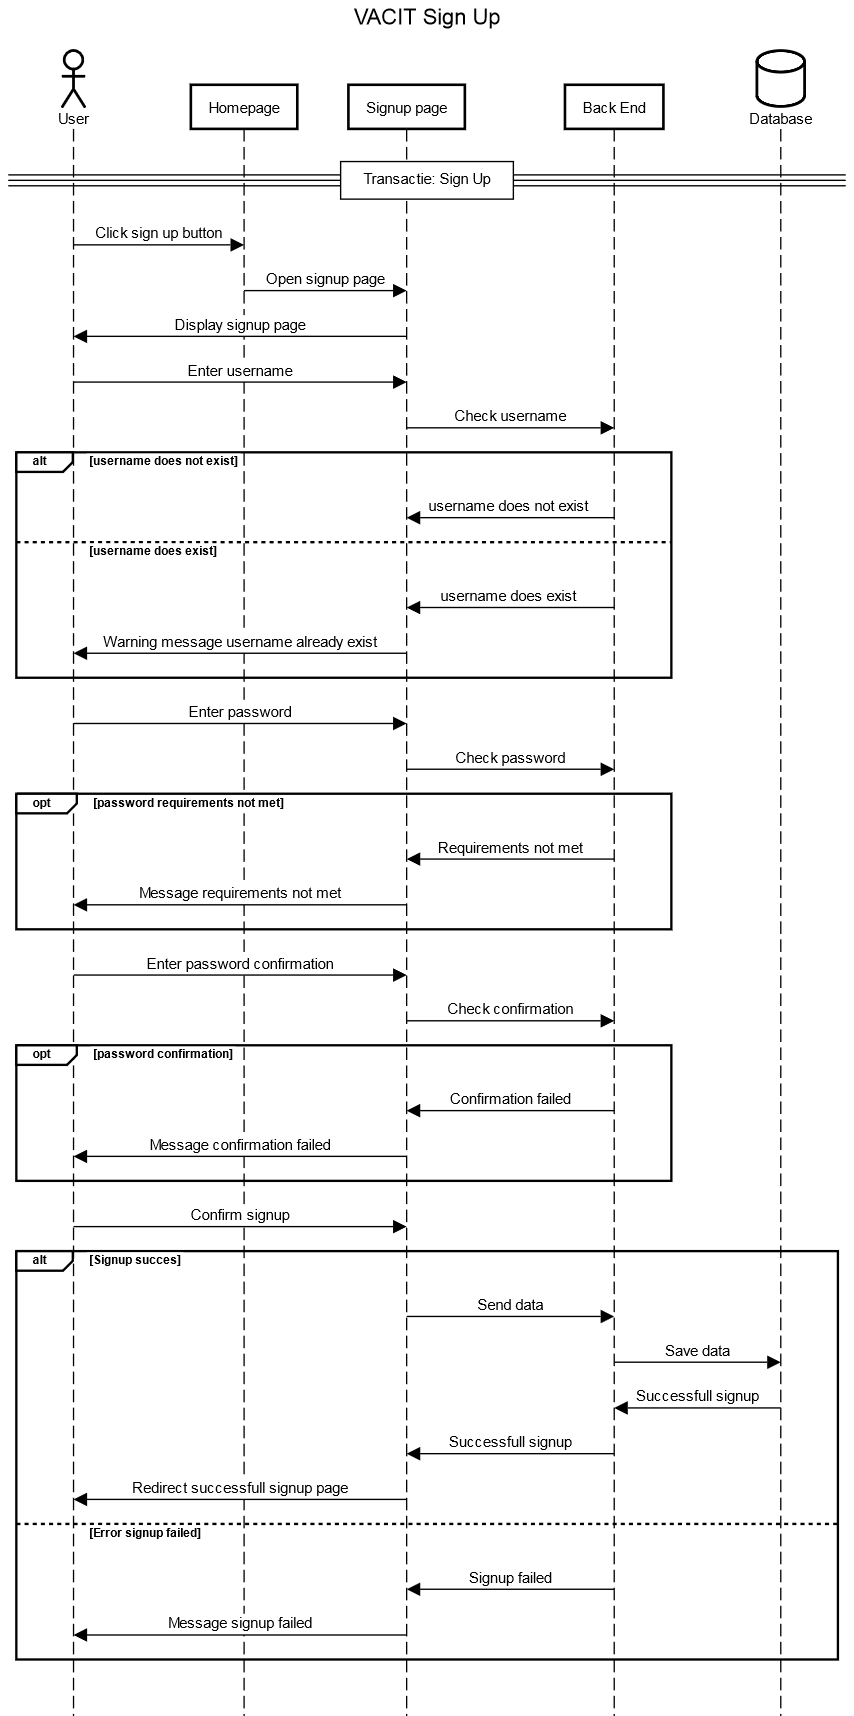 VACIT Sign Up
User
Homepage
Signup page
Back End
Database
Transactie: Sign Up
Click sign up button
Open signup page
Display signup page
Enter username
Check username
alt [username does not exist]
username does not exist
[username does exist]
username does exist
Warning message username already exist
Enter password
Check password
opt [password requirements not met]
Requirements not met
Message requirements not met
Enter password confirmation
Check confirmation
opt [password confirmation]
Confirmation failed
Message confirmation failed
Confirm signup
alt [Signup succes]
Send data
Save data
Successfull signup
Successfull signup
Redirect successfull signup page
[Error signup failed]
Signup failed
Message signup failed